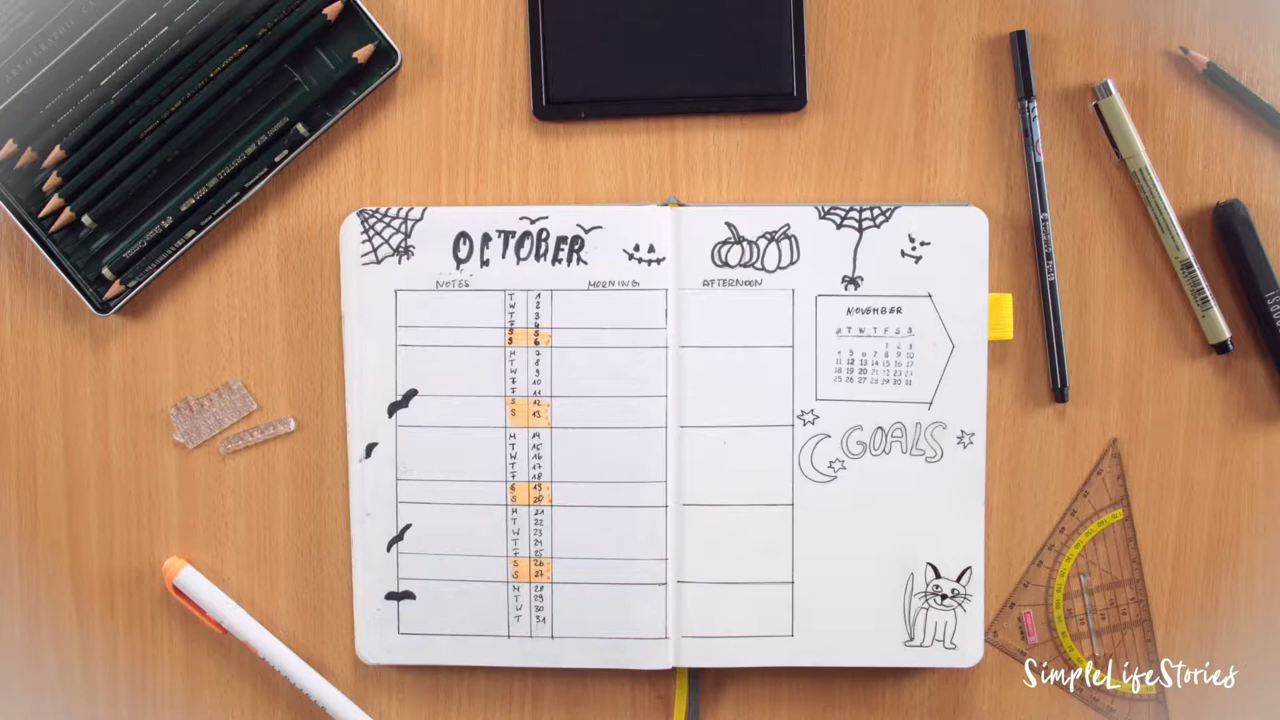 OCTOBER
NOTES
MORNING
AFTERNOON
T 1
W 2
T 3
F 4
S 5
S 6
M 7
T 8
W 9
T 10
F 11
S 12
S 13
M 14
T 15
W 16
T 17
F 18
S 19
S 20
M 21
T 22
W 23
T 24
F 25
S 26
S 27
M 28
T 29
W 30
T 31
NOVEMBER
M T W T F S S
1 2 3
4 5 6 7 8 9 10
11 12 13 14 15 16 17
18 19 20 21 22 23 24
25 26 27 28 29 30 31
GOALS
SimpleLifeStories